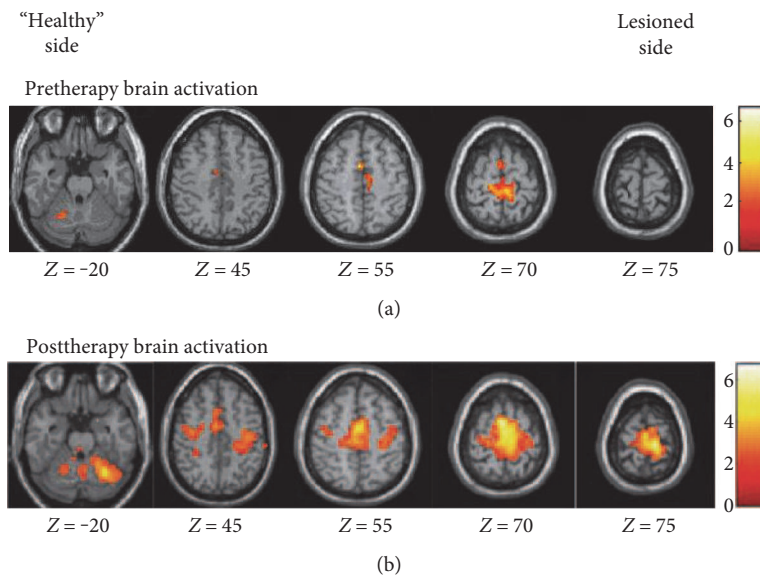 “Healthy” side
Lesioned side
Pretherapy brain activation
6
4
2
0
Z = -20 Z = 45 Z = 55 Z = 70 Z = 75
(a)
Posttherapy brain activation
6
4
2
0
Z = -20 Z = 45 Z = 55 Z = 70 Z = 75
(b)